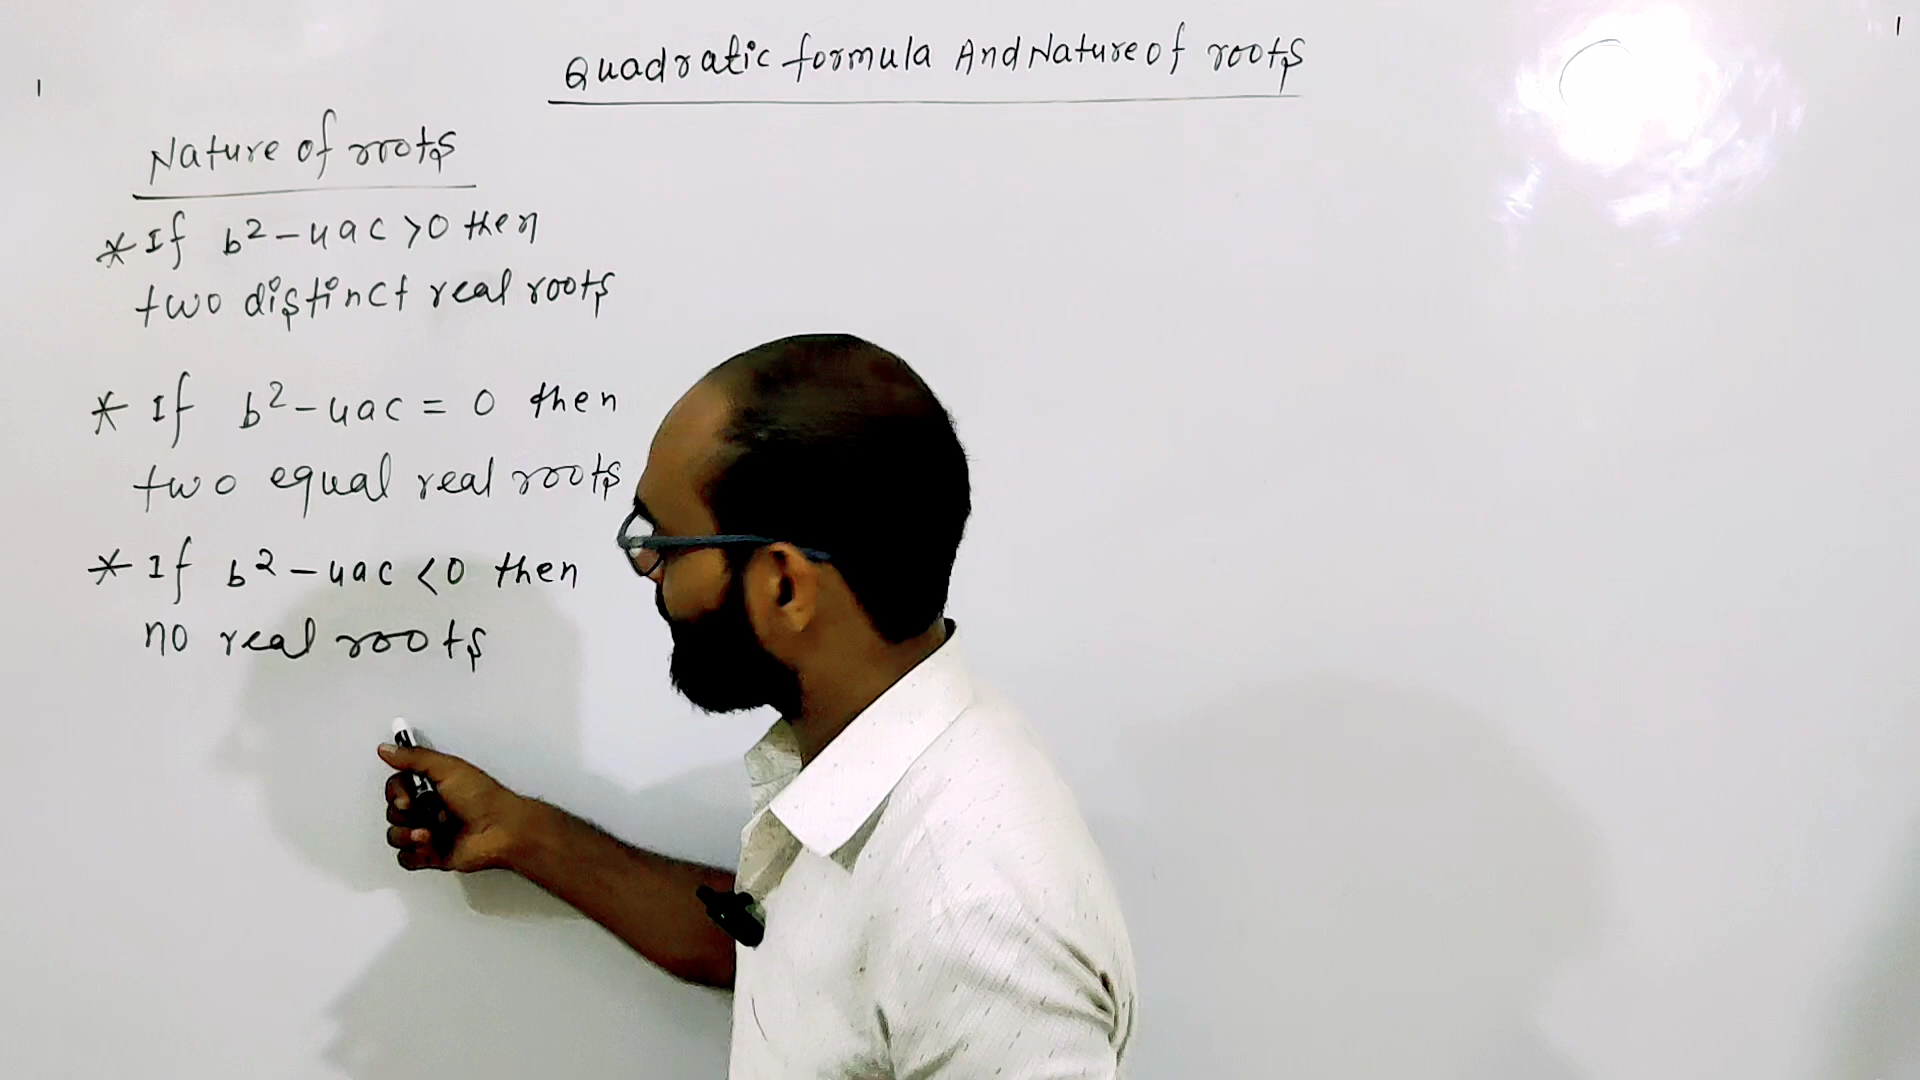 Quadratic formula And Nature of roots
Nature of roots
* If b²-4ac>0 then
two distinct real roots
* If b²-4ac = 0 then
two equal real roots
* If b²-4ac <0 then
no real roots